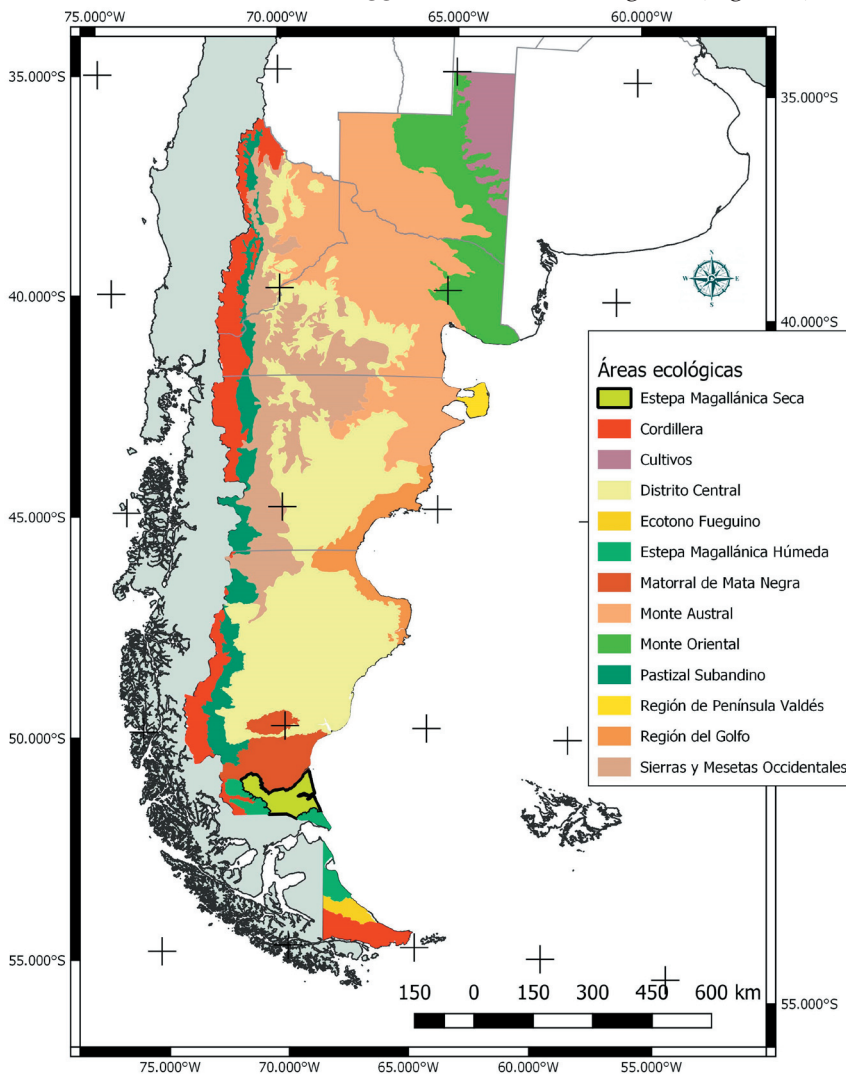 75.000°W 70.000°W 65.000°W 60.000°W
35.000°S 35.000°S
N
W E
S
40.000°S 40.000°S
Áreas ecológicas
Estepa Magallánica Seca
Cordillera
Cultivos
Distrito Central
45.000°S
Ecotono Fueguino
Estepa Magallánica Húmeda
Matorral de Mata Negra
Monte Austral
Monte Oriental
Pastizal Subandino
Región de Península Valdés
50.000°S
Región del Golfo
Sierras y Mesetas Occidentales
55.000°S
150 0 150 300 450 600 km
55.000°S
75.000°W 70.000°W 65.000°W 60.000°W 55.000°W